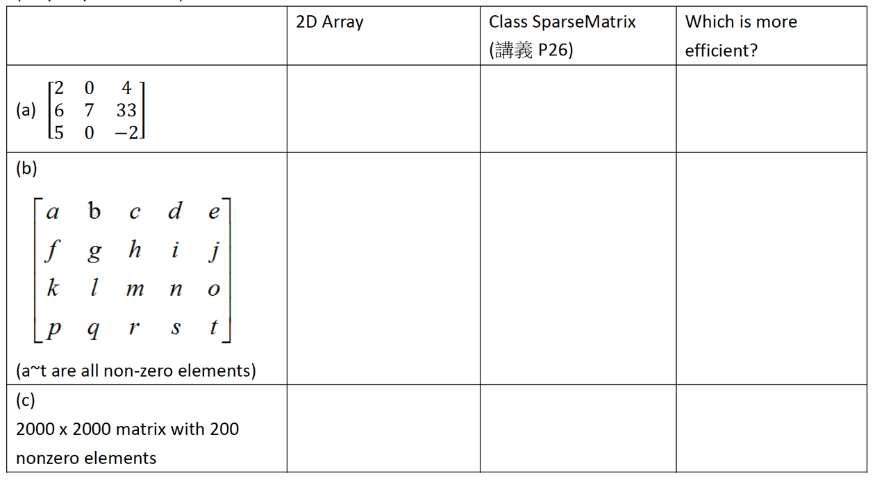 2D Array
Class SparseMatrix
(講義 P26)
Which is more
efficient?
(a)
2 0 4
6 7 33
5 0 −2
(b)
a b c d e
f g h i j
k l m n o
p q r s t
(a~t are all non-zero elements)
(c)
2000 x 2000 matrix with 200
nonzero elements